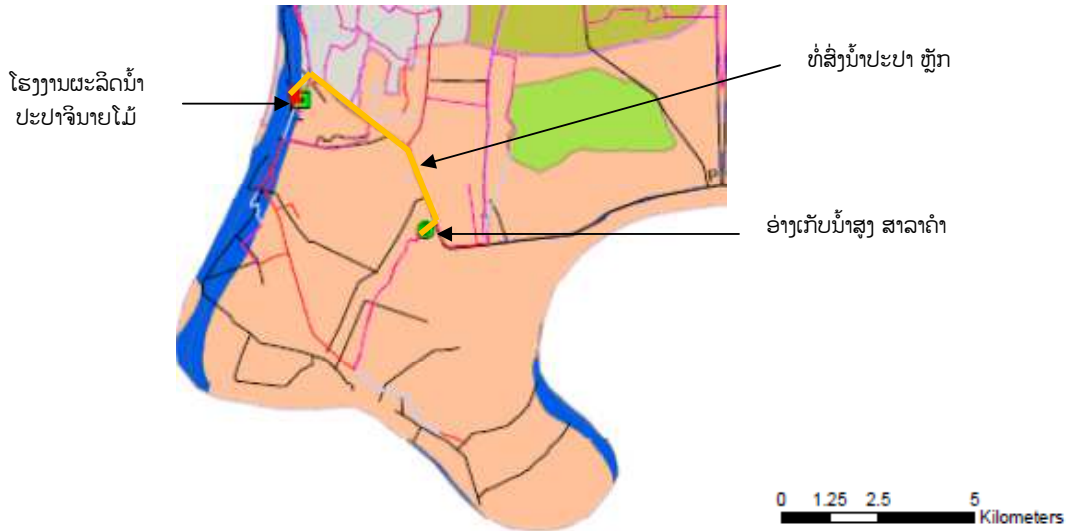 ທໍ່ສົ່ງນ້ຳປະປາ ຫຼັກ
ໂຮງງານຜະລິດນ້ຳ
ປະປາຈິນາຍໂມ້
P
ອ່າງເກັບນ້ຳສູງ ສາລາຄຳ
0 1.25 2.5 5
Kilometers